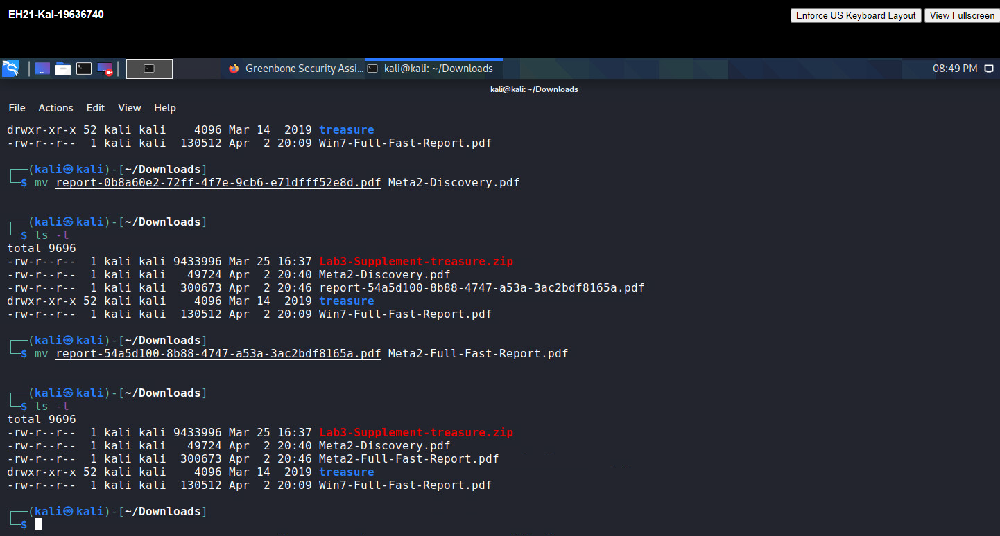 EH21-Kal-19636740
Enforce US Keyboard Layout View Fullscreen
Greenbone Security Assi... kali@kali: ~/Downloads 08:49 PM
kali@kali: ~/Downloads
File Actions Edit View Help
drwxr-xr-x 52 kali kali    4096 Mar 14  2019 treasure
-rw-r--r--  1 kali kali  130512 Apr  2 20:09 Win7-Full-Fast-Report.pdf
┌──(kali㉿kali)-[~/Downloads]
└─$ mv report-0b8a60e2-72ff-4f7e-9cb6-e71dfff52e8d.pdf Meta2-Discovery.pdf
┌──(kali㉿kali)-[~/Downloads]
└─$ ls -l
total 9696
-rw-r--r--  1 kali kali 9433996 Mar 25 16:37 Lab3-Supplement-treasure.zip
-rw-r--r--  1 kali kali   49724 Apr  2 20:40 Meta2-Discovery.pdf
-rw-r--r--  1 kali kali  300673 Apr  2 20:46 report-54a5d100-8b88-4747-a53a-3ac2bdf8165a.pdf
drwxr-xr-x 52 kali kali    4096 Mar 14  2019 treasure
-rw-r--r--  1 kali kali  130512 Apr  2 20:09 Win7-Full-Fast-Report.pdf
┌──(kali㉿kali)-[~/Downloads]
└─$ mv report-54a5d100-8b88-4747-a53a-3ac2bdf8165a.pdf Meta2-Full-Fast-Report.pdf
┌──(kali㉿kali)-[~/Downloads]
└─$ ls -l
total 9696
-rw-r--r--  1 kali kali 9433996 Mar 25 16:37 Lab3-Supplement-treasure.zip
-rw-r--r--  1 kali kali   49724 Apr  2 20:40 Meta2-Discovery.pdf
-rw-r--r--  1 kali kali  300673 Apr  2 20:46 Meta2-Full-Fast-Report.pdf
drwxr-xr-x 52 kali kali    4096 Mar 14  2019 treasure
-rw-r--r--  1 kali kali  130512 Apr  2 20:09 Win7-Full-Fast-Report.pdf
┌──(kali㉿kali)-[~/Downloads]
└─$